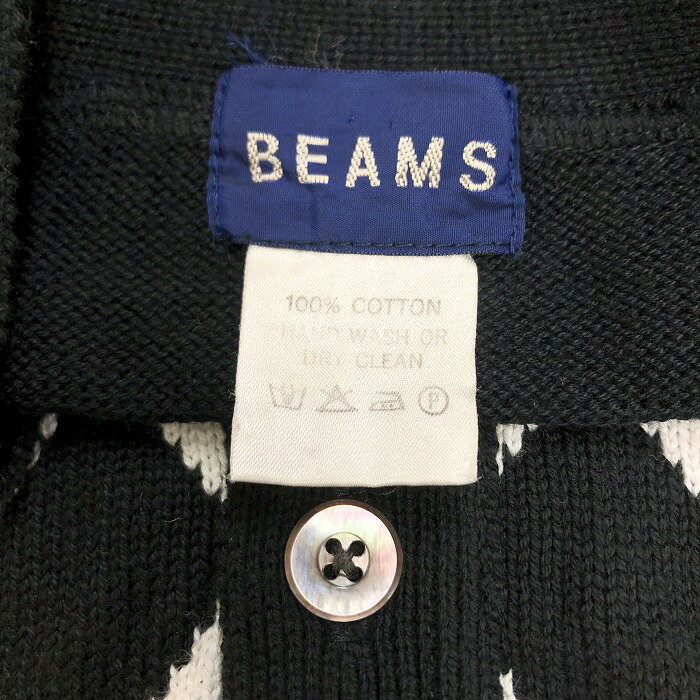 BEAMS
100% COTTON
HAND WASH OR
DRY CLEAN
P